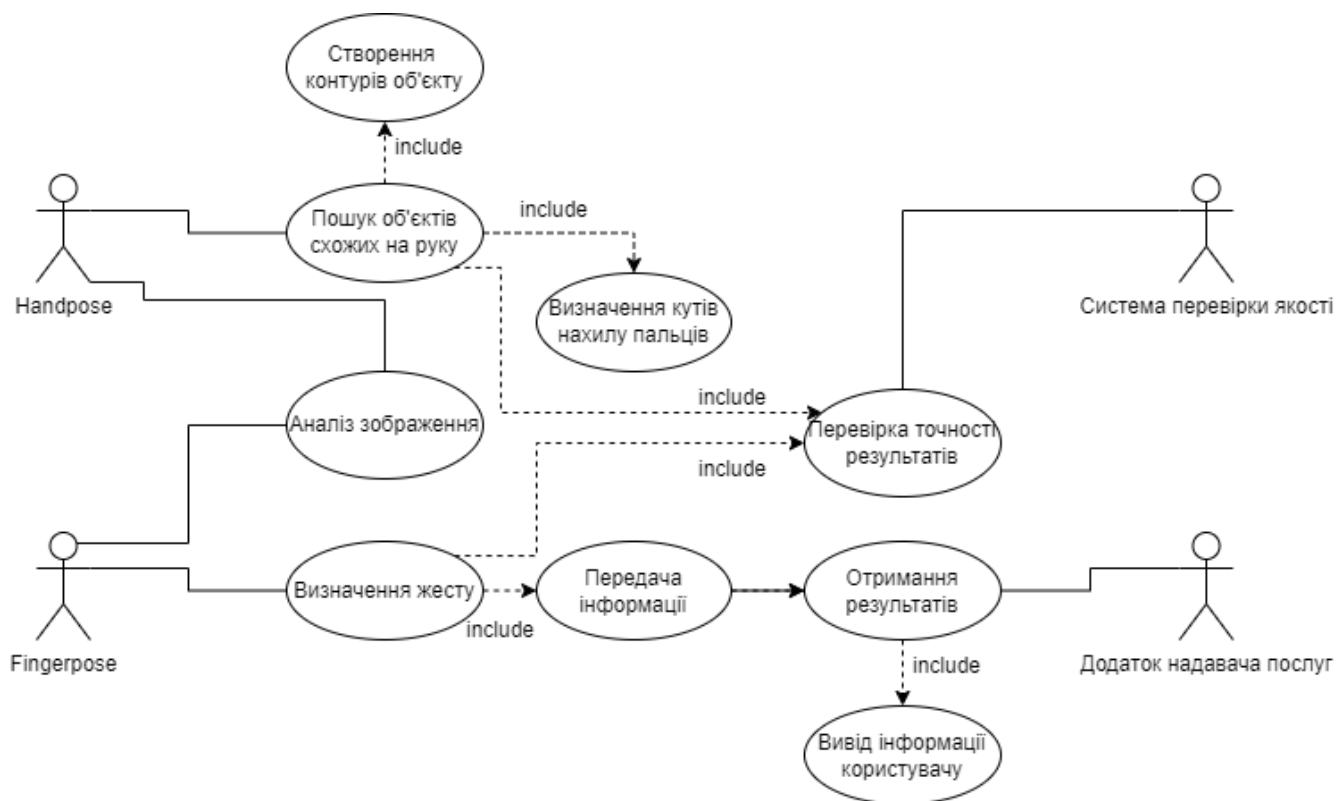 Створення
контурів об'єкту
include
Пошук об'єктів
схожих на руку
include
Handpose
Визначення кутів
нахилу пальців
Система перевірки якості
include
Аналіз зображення
Перевірка точності
результатів
include
Визначення жесту
include
Передача
інформації
Отримання
результатів
Fingerpose
include
Додаток надавача послуг
Вивід інформації
користувачу